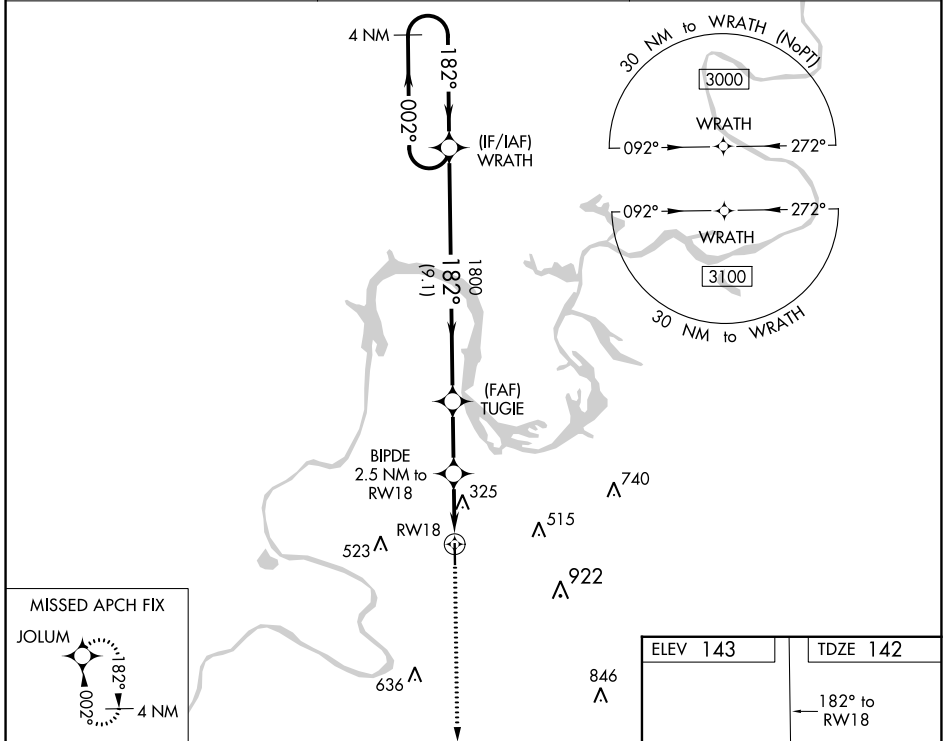 4 NM
182°
002°
(IF/IAF)
WRATH
30 NM to WRATH (NoPT)
3000
WRATH
092°
272°
092°
272°
WRATH
3100
30 NM to WRATH
1800
182°
(9.1)
(FAF)
TUGIE
BIPDE
2.5 NM to
RW18
325
740
515
RW18
523
922
MISSED APCH FIX
JOLUM
182°
002°
4 NM
636
846
ELEV 143
TDZE 142
182° to
RW18